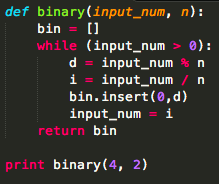 def binary(input_num, n):
    bin = []
    while (input_num > 0):
        d = input_num % n
        i = input_num / n
        bin.insert(0,d)
        input_num = i
    return bin

print binary(4, 2)